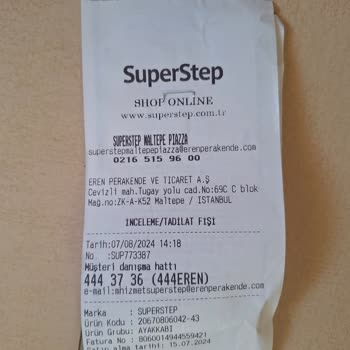 SuperStep
SHOP ONLINE
www.superstep.com.tr
SUPERSTEP MALTEPE PIAZZA
superstepmaltepepiazza@erenperakende.com
0216 515 96 00
EREN PERAKENDE VE TICARET A.Ş
Cevizli mah.Tugay yolu cad.No:69C C blok
Mağ.no:ZK-A-K52 Maltepe / ISTANBUL
INCELEME/TADILAT FIŞI
Tarih:07/08/2024 14:18
No :SUP773387
Müşteri danışma hattı
444 37 36 (444EREN)
e-mail:mhizmetsuperstep@erenperakende.com
Marka : SUPERSTEP
Ürün Kodu : 20670806042-43
Ürün Grubu: AYAKKABI
Fatura No : 8060014944559421
Satın alma tarihi: 15.07.2024